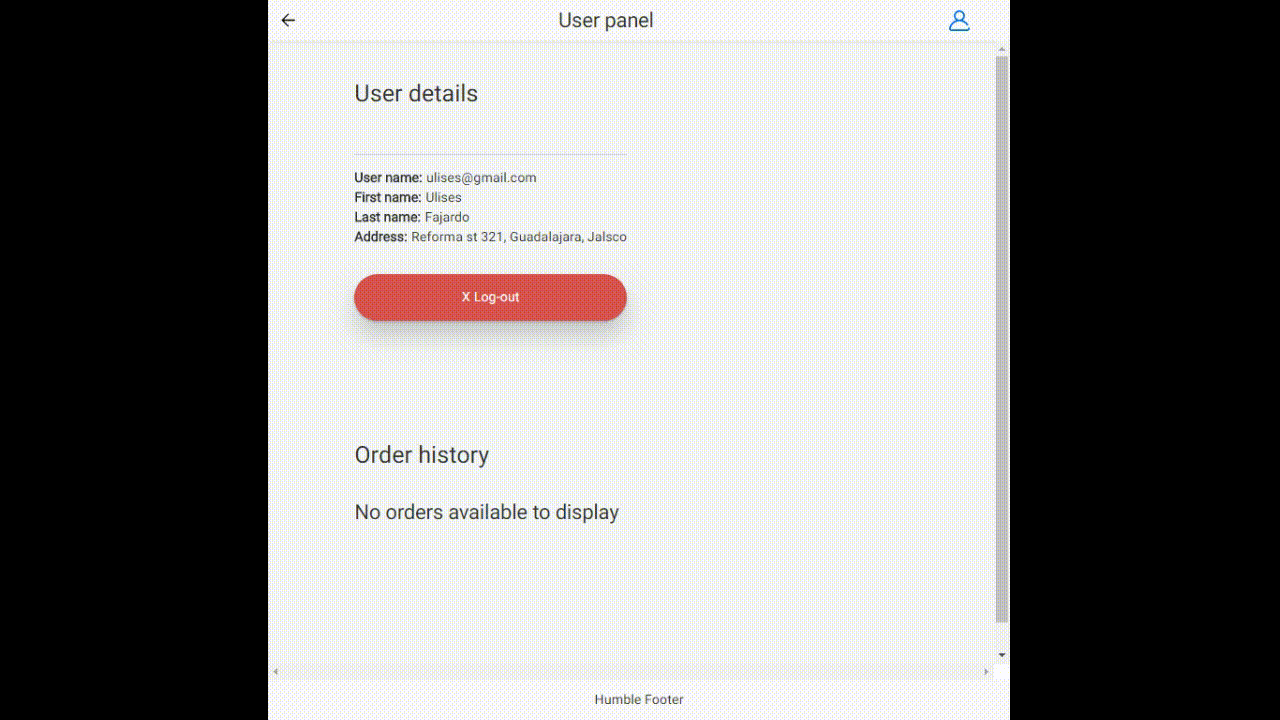 User panel
User details
User name: ulises@gmail.com
First name: Ulises
Last name: Fajardo
Address: Reforma st 321, Guadalajara, Jalsco
X Log-out
Order history
No orders available to display
Humble Footer